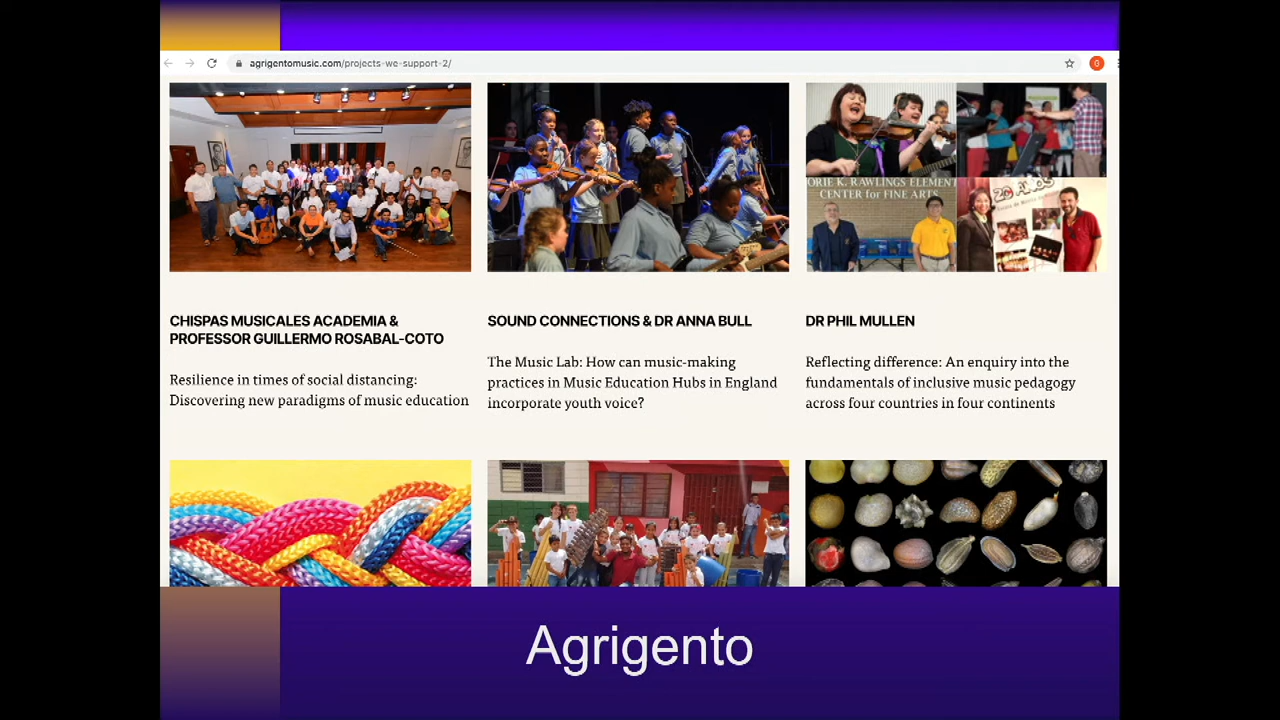 agrigentomusic.com/projects-we-support-2/
G
ORIE K. RAWLINGS ELEMENT
CENTER for FINE ARTS
CHISPAS MUSICALES ACADEMIA &
PROFESSOR GUILLERMO ROSABAL-COTO
Resilience in times of social distancing:
Discovering new paradigms of music education
SOUND CONNECTIONS & DR ANNA BULL
The Music Lab: How can music-making
practices in Music Education Hubs in England
incorporate youth voice?
DR PHIL MULLEN
Reflecting difference: An enquiry into the
fundamentals of inclusive music pedagogy
across four countries in four continents
Agrigento